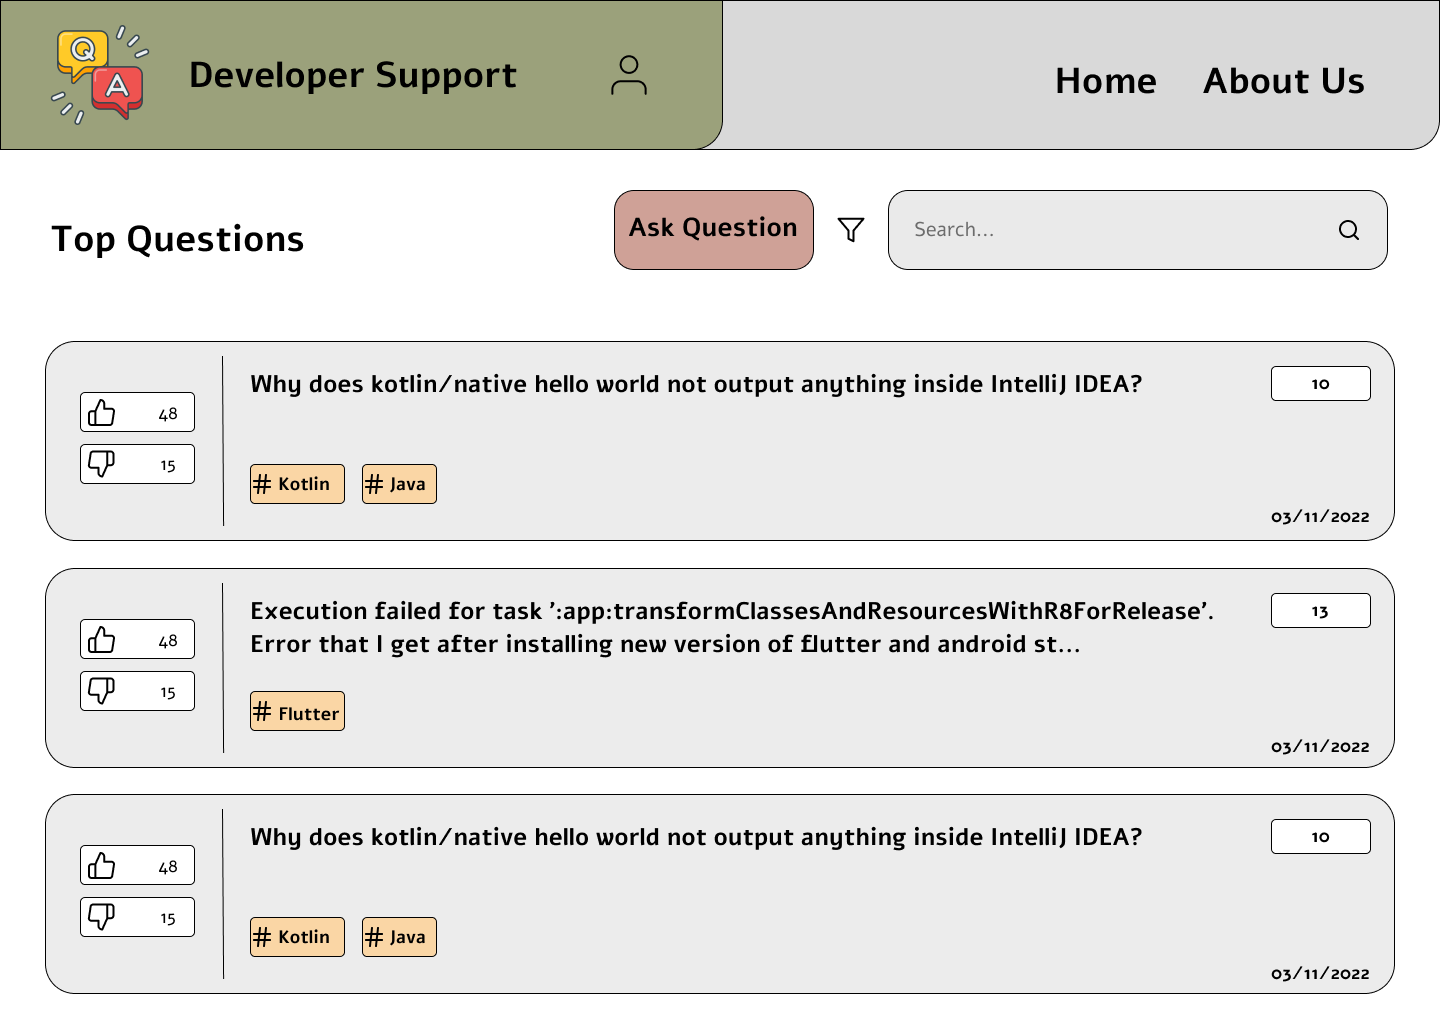 Q
A
Developer Support
Home About Us
Top Questions
Ask Question
Search...
Why does kotlin/native hello world not output anything inside IntelliJ IDEA?
10
48
15
# Kotlin
# Java
03/11/2022
Execution failed for task ':app:transformClassesAndResourcesWithR8ForRelease'.
Error that I get after installing new version of flutter and android st...
13
48
15
# Flutter
03/11/2022
Why does kotlin/native hello world not output anything inside IntelliJ IDEA?
10
48
15
# Kotlin
# Java
03/11/2022